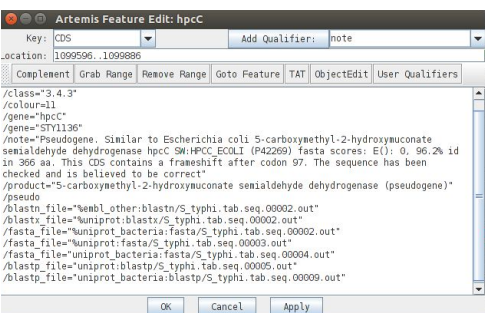 Artemis Feature Edit: hpcC
Key: CDS Add Qualifier: note
Location: 1099596..1099886
Complement Grab Range Remove Range Goto Feature TAT ObjectEdit User Qualifiers
/class="3.4.3"
/colour=11
/gene="hpcC"
/gene="STY1136"
/note="Pseudogene. Similar to Escherichia coli 5-carboxymethyl-2-hydroxymuconate
semialdehyde dehydrogenase hpcC SW:HPCC_ECOLI (P42269) fasta scores: E(): 0, 96.2% id
in 366 aa. This CDS contains a frameshift after codon 97. The sequence has been
checked and is believed to be correct"
/product="5-carboxymethyl-2-hydroxymuconate semialdehyde dehydrogenase (pseudogene)"
/pseudo
/blastn_file="%embl_other:blastn/S_typhi.tab.seq.00002.out"
/blastx_file="%uniprot:blastx/S_typhi.tab.seq.00002.out"
/fasta_file="%uniprot_bacteria:fasta/S_typhi.tab.seq.00002.out"
/fasta_file="%uniprot:fasta/S_typhi.tab.seq.00003.out"
/fasta_file="uniprot_bacteria:fasta/S_typhi.tab.seq.00004.out"
/blastp_file="uniprot:blastp/S_typhi.tab.seq.00005.out"
/blastp_file="uniprot_bacteria:blastp/S_typhi.tab.seq.00009.out"
OK Cancel Apply